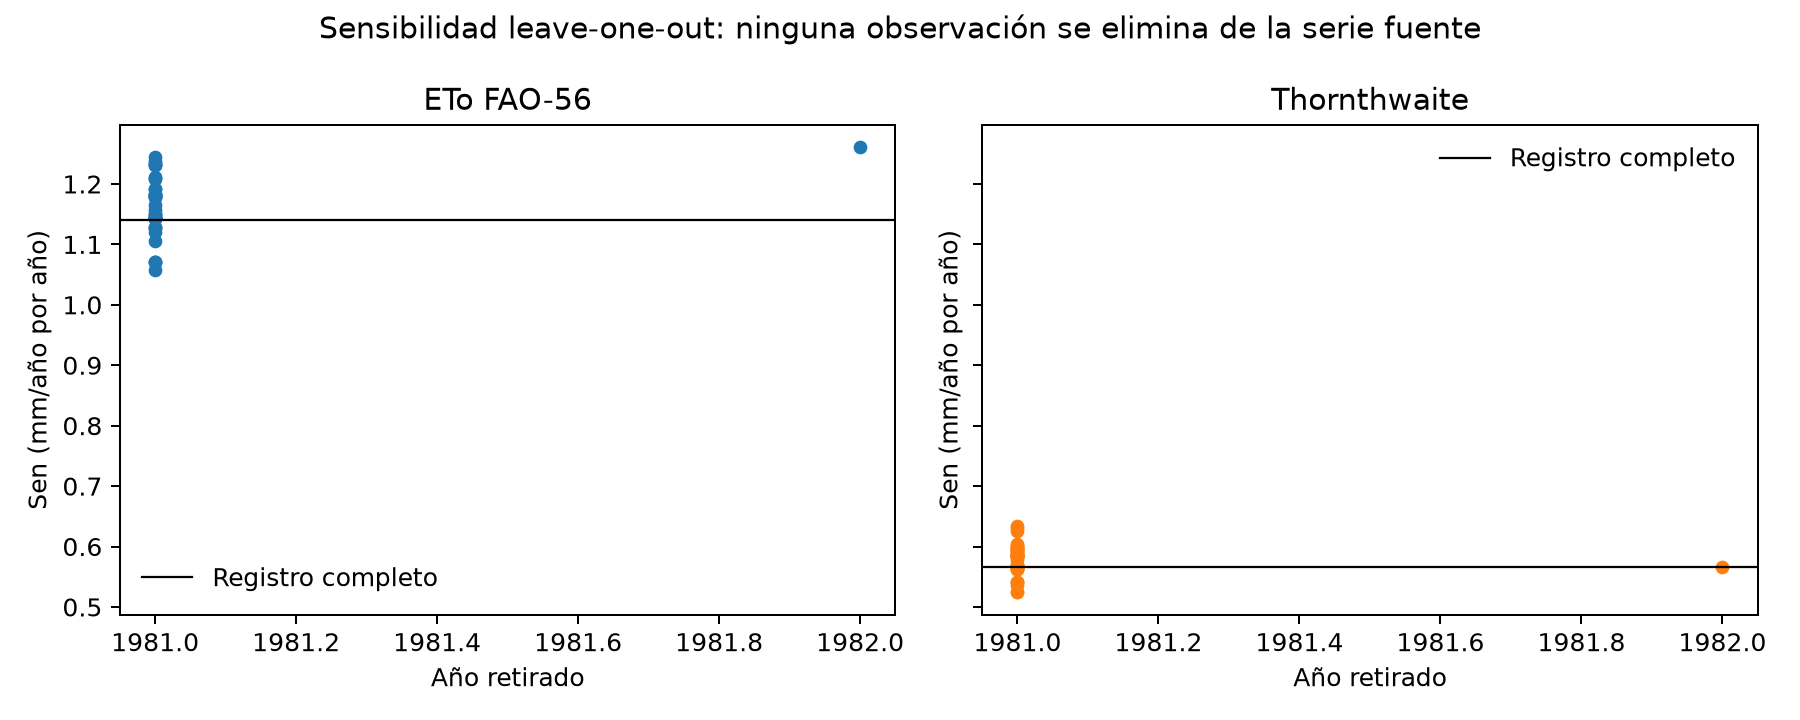 Sensibilidad leave-one-out: ninguna observación se elimina de la serie fuente
ETo FAO-56
Sen (mm/año por año)
1.2
1.1
1.0
0.9
0.8
0.7
0.6
0.5
Registro completo
1981.0 1981.2 1981.4 1981.6 1981.8 1982.0
Año retirado
Thornthwaite
Sen (mm/año por año)
Registro completo
1981.0 1981.2 1981.4 1981.6 1981.8 1982.0
Año retirado